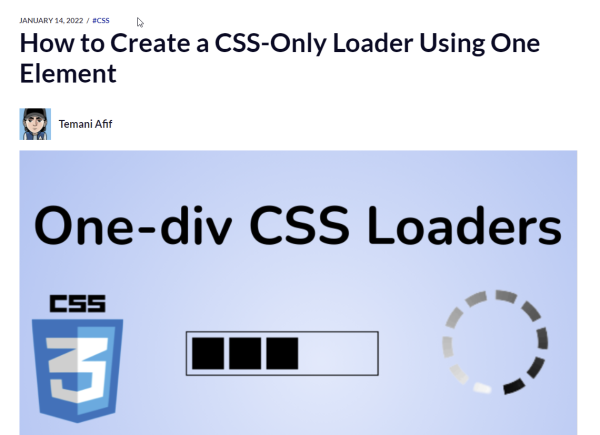 JANUARY 14, 2022 / #CSS
How to Create a CSS-Only Loader Using One
Element
Temani Afif
One-div CSS Loaders
CSS
3